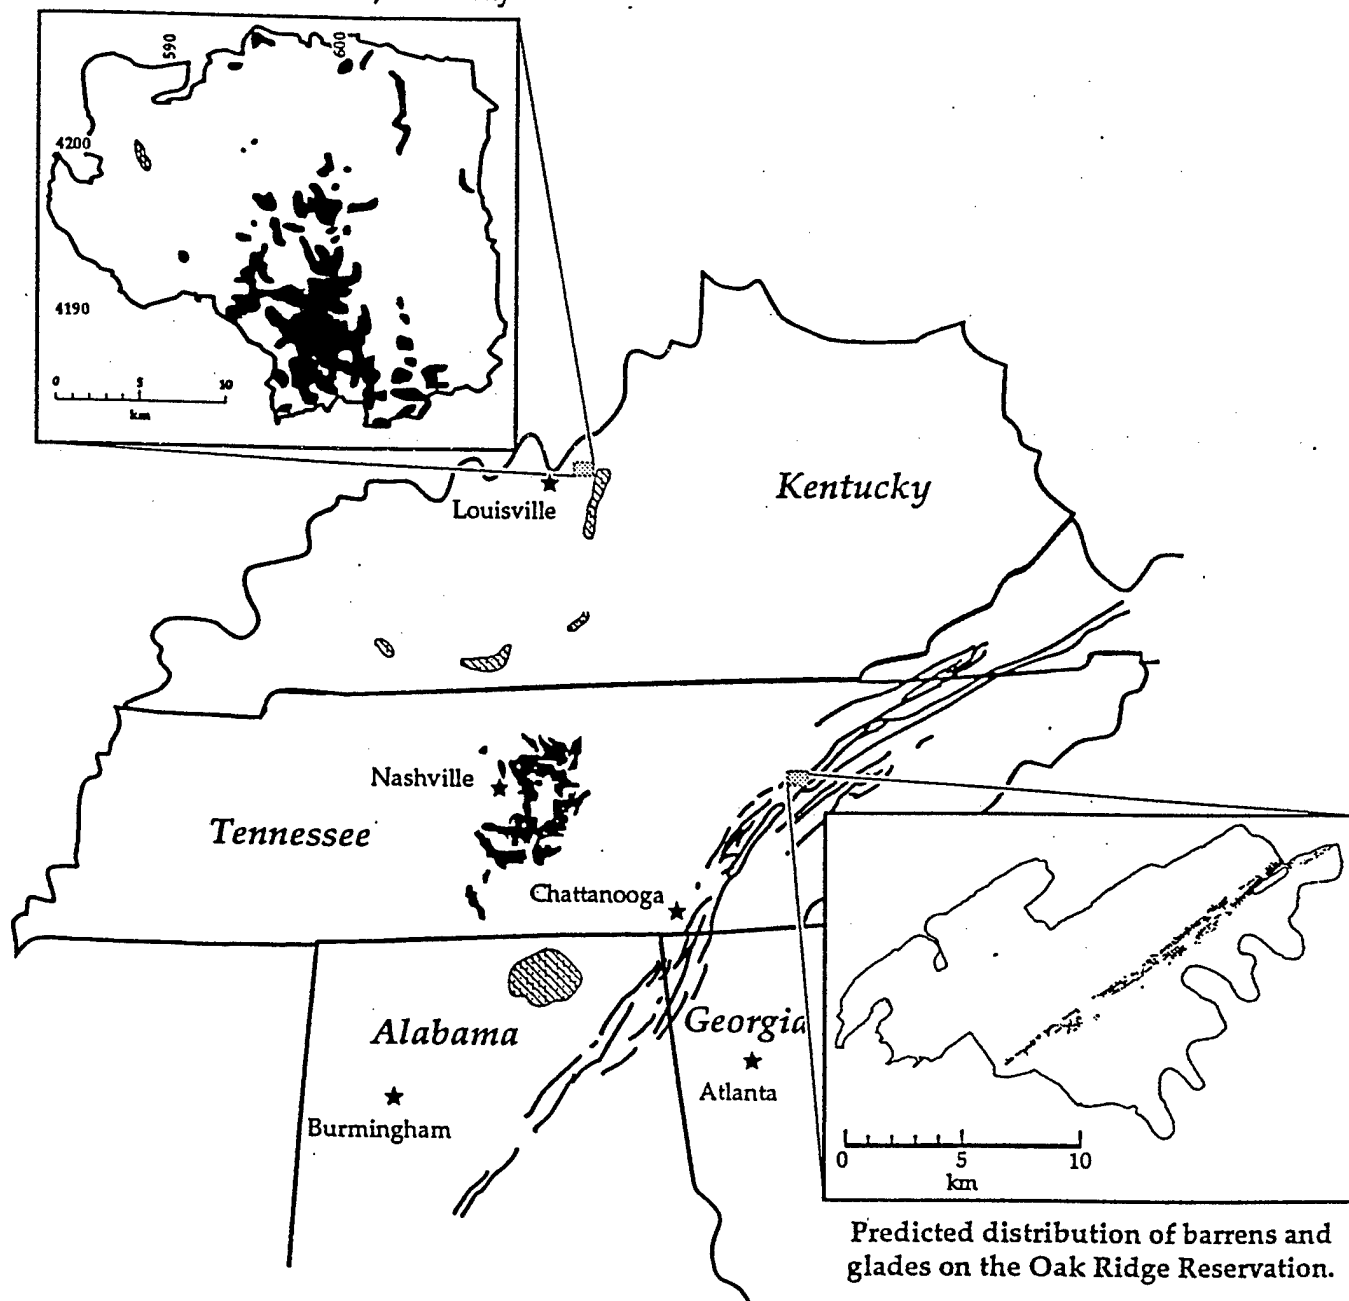 590
600
4200
4190
0 5 10
km
Kentucky
Louisville
Nashville
Tennessee
Chattanooga
Alabama
Georgia
Atlanta
Burmingham
0 5 10
km
Predicted distribution of barrens and
glades on the Oak Ridge Reservation.